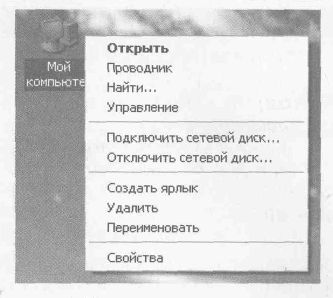 Мой
компьюте
Открыть
Проводник
Найти...
Управление
Подключить сетевой диск...
Отключить сетевой диск...
Создать ярлык
Удалить
Переименовать
Свойства